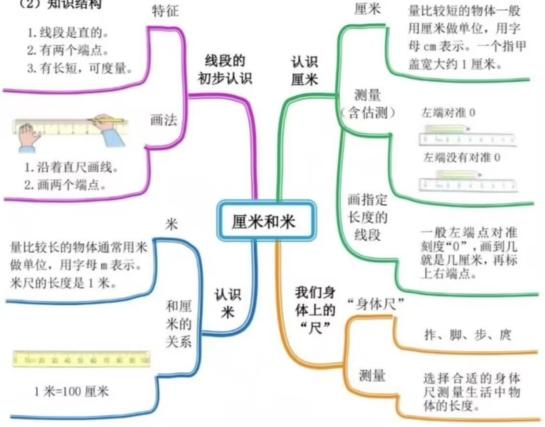 （2）知识结构
特征
1.线段是直的。
2.有两个端点。
3.有长短，可度量。
线段的
初步认识
画法
1.沿着直尺画线。
2.画两个端点。
认识
厘米
厘米
量比较短的物体一般
用厘米做单位，用字
母 cm 表示。一个指甲
盖宽大约 1 厘米。
测量
（含估测）
左端对准 0
左端没有对准 0
画指定
长度的
线段
一般左端点对准
刻度“0”，画到几
就是几厘米，再标
上右端点。
厘米和米
米
量比较长的物体通常用米
做单位，用字母 m 表示。
米尺的长度是 1 米。
认识
米
和厘
米的
关系
1 米=100 厘米
我们身
体上的
“尺”
“身体尺”
拃、脚、步、庹
测量
选择合适的身体
尺测量生活中物
体的长度。